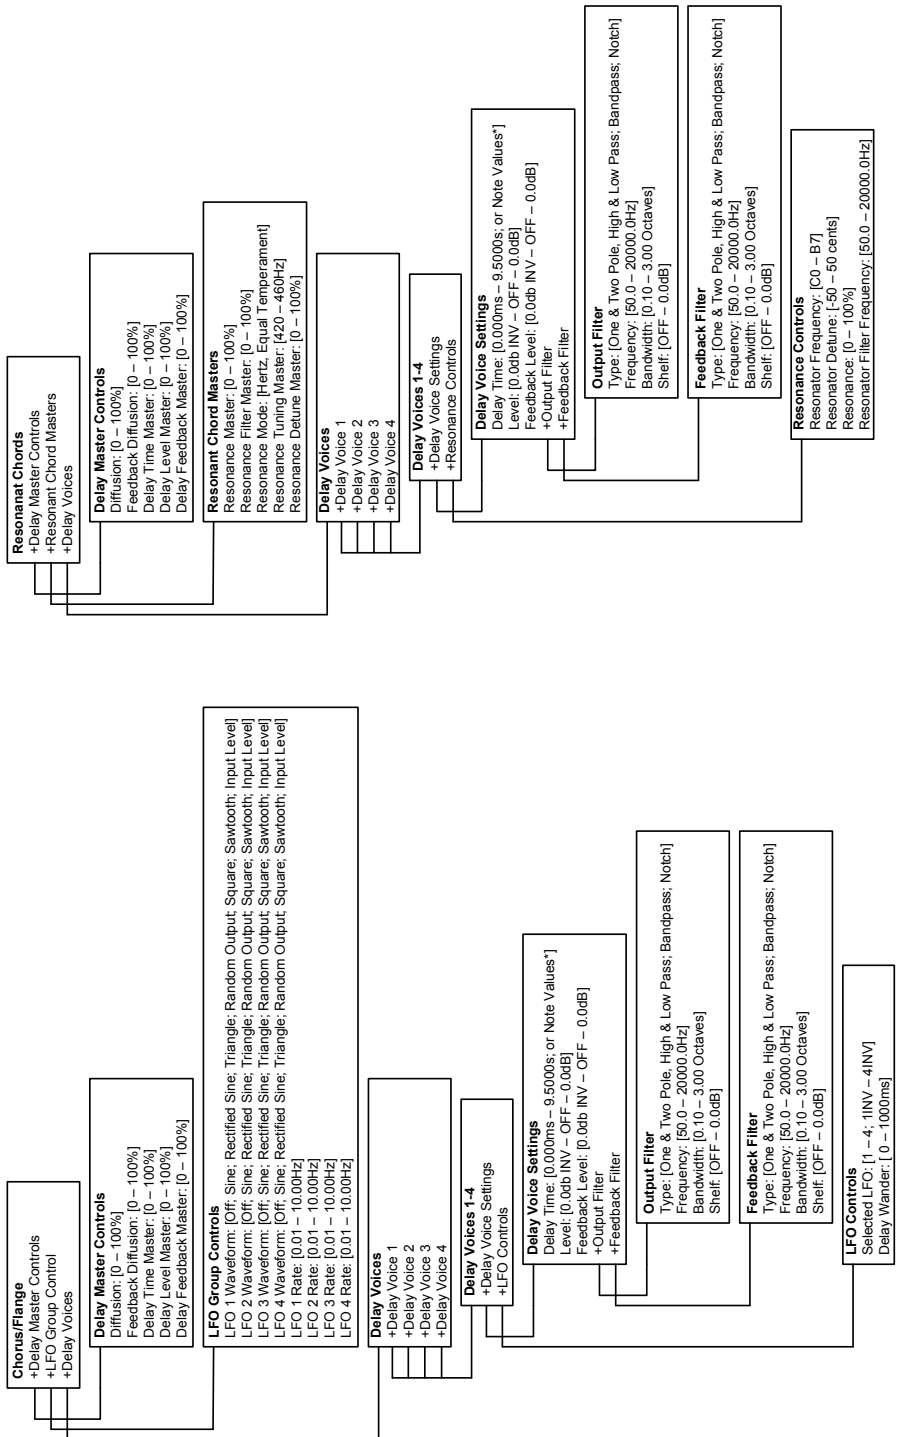 Chorus/Flange
+Delay Master Controls
+LFO Group Control
+Delay Voices
Delay Master Controls
Diffusion: [0 – 100%]
Feedback Diffusion: [0 – 100%]
Delay Time Master: [0 – 100%]
Delay Level Master: [0 – 100%]
Delay Feedback Master: [0 – 100%]
LFO Group Controls
LFO 1 Waveform: [Off; Sine; Rectified Sine; Triangle; Random Output; Square; Sawtooth; Input Level]
LFO 2 Waveform: [Off; Sine; Rectified Sine; Triangle; Random Output; Square; Sawtooth; Input Level]
LFO 3 Waveform: [Off; Sine; Rectified Sine; Triangle; Random Output; Square; Sawtooth; Input Level]
LFO 4 Waveform: [Off; Sine; Rectified Sine; Triangle; Random Output; Square; Sawtooth; Input Level]
LFO 1 Rate: [0.01 – 10.00Hz]
LFO 2 Rate: [0.01 – 10.00Hz]
LFO 3 Rate: [0.01 – 10.00Hz]
LFO 4 Rate: [0.01 – 10.00Hz]
Delay Voices
+Delay Voice 1
+Delay Voice 2
+Delay Voice 3
+Delay Voice 4
Delay Voices 1-4
+Delay Voice Settings
+LFO Controls
Delay Voice Settings
Delay Time: [0.000ms – 9.5000s; or Note Values*]
Level: [0.0db INV – OFF – 0.0dB]
Feedback Level: [0.0db INV – OFF – 0.0dB]
+Output Filter
+Feedback Filter
Output Filter
Type: [One & Two Pole, High & Low Pass; Bandpass; Notch]
Frequency: [50.0 – 20000.0Hz]
Bandwidth: [0.10 – 3.00 Octaves]
Shelf: [OFF – 0.0dB]
Feedback Filter
Type: [One & Two Pole, High & Low Pass; Bandpass; Notch]
Frequency: [50.0 – 20000.0Hz]
Bandwidth: [0.10 – 3.00 Octaves]
Shelf: [OFF – 0.0dB]
LFO Controls
Selected LFO: [1 – 4; 1INV – 4INV]
Delay Wander: [ 0 – 1000ms]
Resonanat Chords
+Delay Master Controls
+Resonant Chord Masters
+Delay Voices
Delay Master Controls
Diffusion: [0 – 100%]
Feedback Diffusion: [0 – 100%]
Delay Time Master: [0 – 100%]
Delay Level Master: [0 – 100%]
Delay Feedback Master: [0 – 100%]
Resonant Chord Masters
Resonance Master: [0 – 100%]
Resonance Filter Master: [0 – 100%]
Resonance Mode: [Hertz, Equal Temperament]
Resonance Tuning Master: [420 – 460Hz]
Resonance Detune Master: [0 – 100%]
Delay Voices
+Delay Voice 1
+Delay Voice 2
+Delay Voice 3
+Delay Voice 4
Delay Voices 1-4
+Delay Voice Settings
+Resonance Controls
Delay Voice Settings
Delay Time: [0.000ms – 9.5000s; or Note Values*]
Level: [0.0db INV – OFF – 0.0dB]
Feedback Level: [0.0db INV – OFF – 0.0dB]
+Output Filter
+Feedback Filter
Output Filter
Type: [One & Two Pole, High & Low Pass; Bandpass; Notch]
Frequency: [50.0 – 20000.0Hz]
Bandwidth: [0.10 – 3.00 Octaves]
Shelf: [OFF – 0.0dB]
Feedback Filter
Type: [One & Two Pole, High & Low Pass; Bandpass; Notch]
Frequency: [50.0 – 20000.0Hz]
Bandwidth: [0.10 – 3.00 Octaves]
Shelf: [OFF – 0.0dB]
Resonance Controls
Resonator Frequency: [C0 – B7]
Resonator Detune: [-50 – 50 cents]
Resonance: [0 – 100%]
Resonator Filter Frequency: [50.0 – 20000.0Hz]